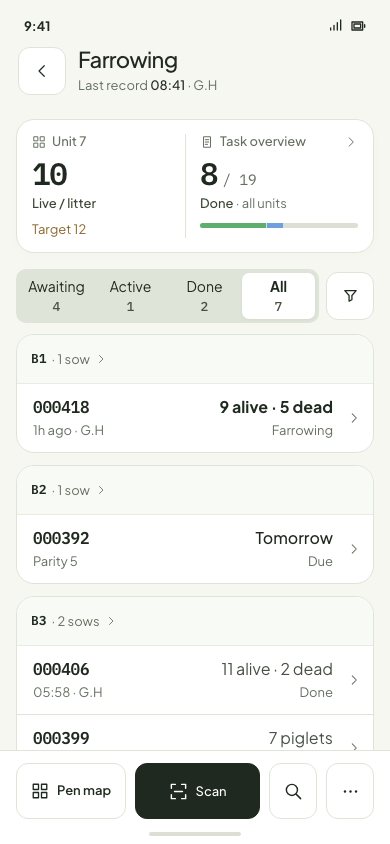 9:41
Farrowing
Last record 08:41 · G.H
Unit 7
10
Live / litter
Target 12
Task overview
8 / 19
Done · all units
Awaiting
4
Active
1
Done
2
All
7
B1 · 1 sow
000418
9 alive · 5 dead
1h ago · G.H
Farrowing
B2 · 1 sow
000392
Tomorrow
Parity 5
Due
B3 · 2 sows
000406
11 alive · 2 dead
05:58 · G.H
Done
000399
7 piglets
Pen map
Scan